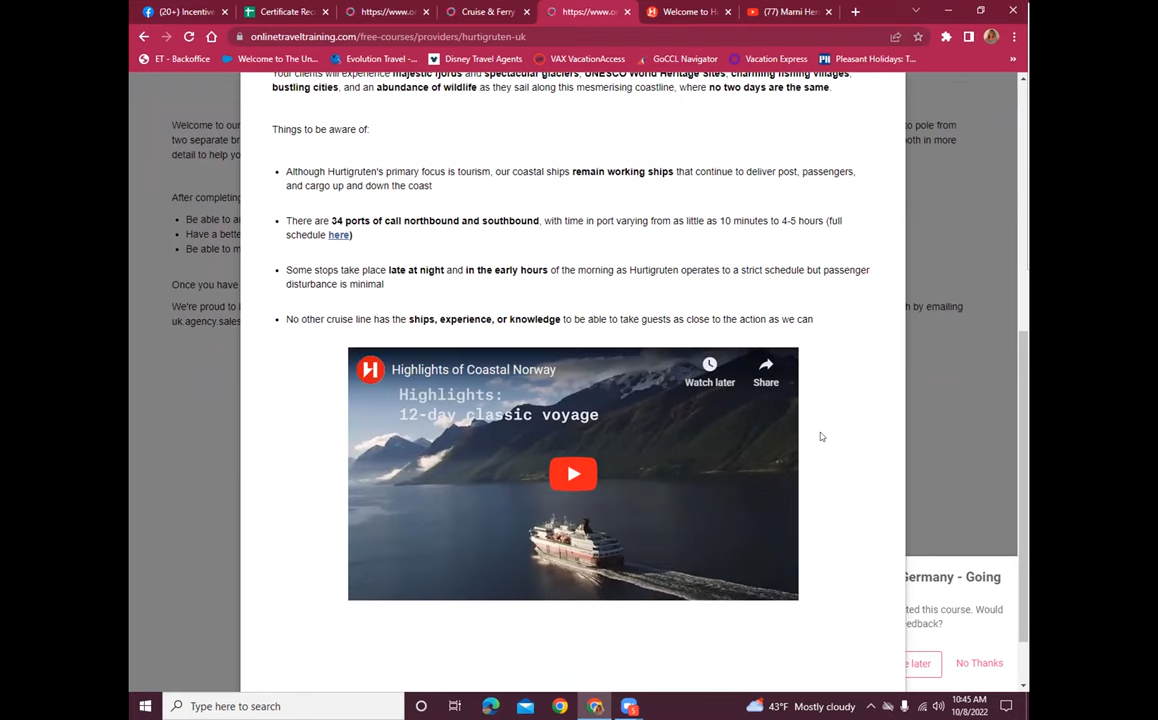 (20+) Incentive
Certificate Rec
https://www.o
Cruise & Ferry
https://www.o
Welcome to H
(77) Marni Her
onlinetraveltraining.com/free-courses/providers/hurtigruten-uk
ET - Backoffice
Welcome to The Un...
Evolution Travel -...
Disney Travel Agents
VAX VacationAccess
GoCCL Navigator
Vacation Express
Pleasant Holidays: T...
»
Your clients will experience majestic fjords and spectacular glaciers, UNESCO World Heritage Sites, charming fishing villages,
bustling cities, and an abundance of wildlife as they sail along this mesmerising coastline, where no two days are the same.
Welcome to our
two separate br
detail to help yo
to pole from
both in more
Things to be aware of:
• Although Hurtigruten's primary focus is tourism, our coastal ships remain working ships that continue to deliver post, passengers,
and cargo up and down the coast
After completing
• Be able to a
• Have a bette
• Be able to m
• There are 34 ports of call northbound and southbound, with time in port varying from as little as 10 minutes to 4-5 hours (full
schedule here)
• Some stops take place late at night and in the early hours of the morning as Hurtigruten operates to a strict schedule but passenger
disturbance is minimal
Once you have
We're proud to
uk.agency.sales
h by emailing
• No other cruise line has the ships, experience, or knowledge to be able to take guests as close to the action as we can
Highlights of Coastal Norway
Watch later
Share
Highlights:
12-day classic voyage
Germany - Going
ted this course. Would
eedback?
e later
No Thanks
Type here to search
43°F Mostly cloudy
10:45 AM
10/8/2022